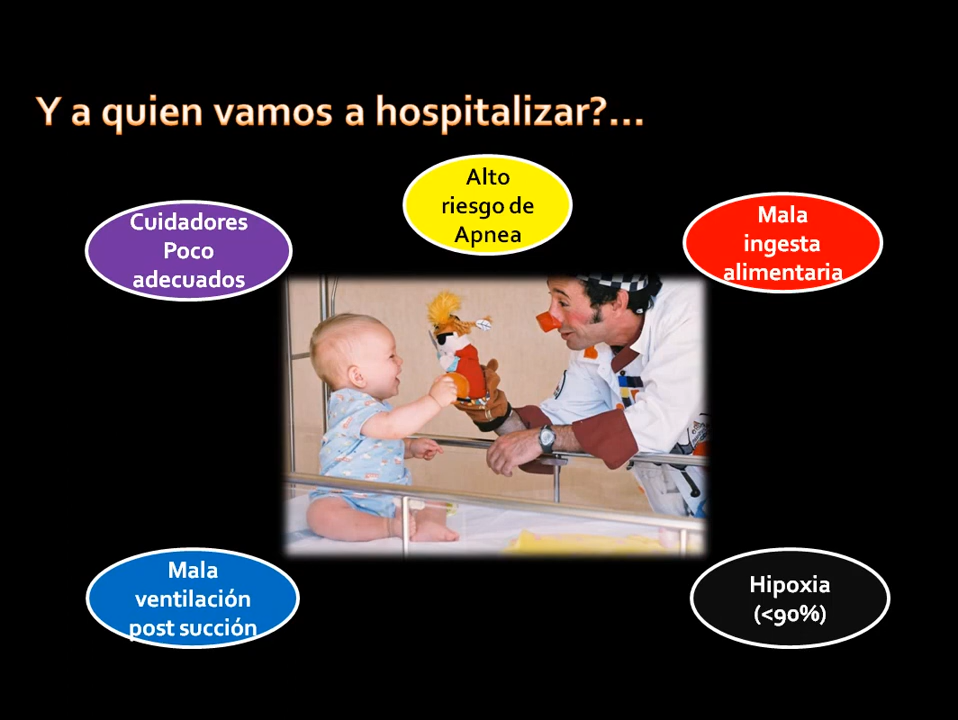 Y a quien vamos a hospitalizar?...
Alto
riesgo de
Apnea
Cuidadores
Poco
adecuados
Mala
ingesta
alimentaria
Mala
ventilación
post succión
Hipoxia
(<90%)